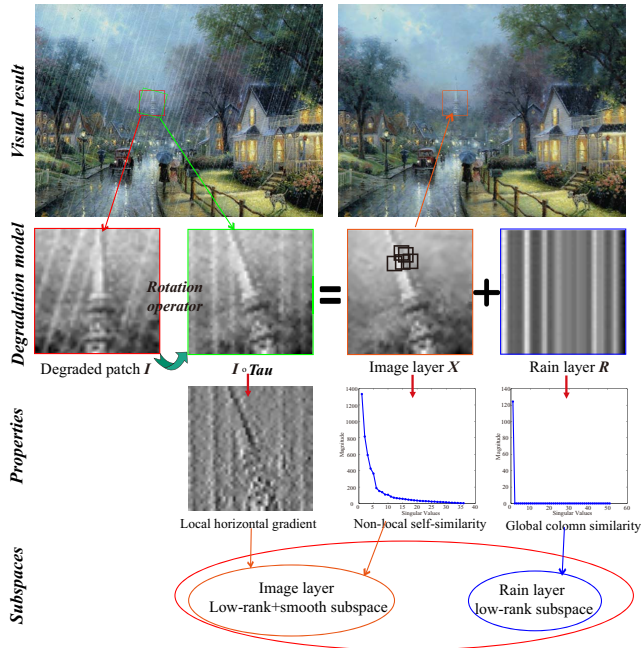 Visual result
Degradation model
Rotation
operator
Degraded patch I
I ∘ Tau
=
Image layer X
+
Rain layer R
Properties
Local horizontal gradient
1400
1200
1000
800
600
400
200
0
Magnitude
0 5 10 15 20 25 30 35 40
Singular Values
Non-local self-similarity
140
120
100
80
60
40
20
0
Magnitude
0 10 20 30 40 50 60
Singular Values
Global colomn similarity
Subspaces
Image layer
Low-rank+smooth subspace
Rain layer
low-rank subspace